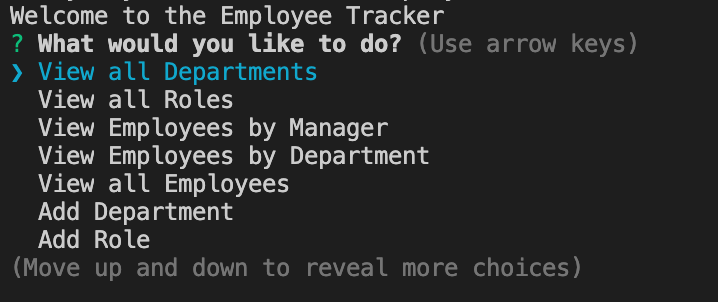 Welcome to the Employee Tracker
? What would you like to do? (Use arrow keys)
❯ View all Departments
View all Roles
View Employees by Manager
View Employees by Department
View all Employees
Add Department
Add Role
(Move up and down to reveal more choices)